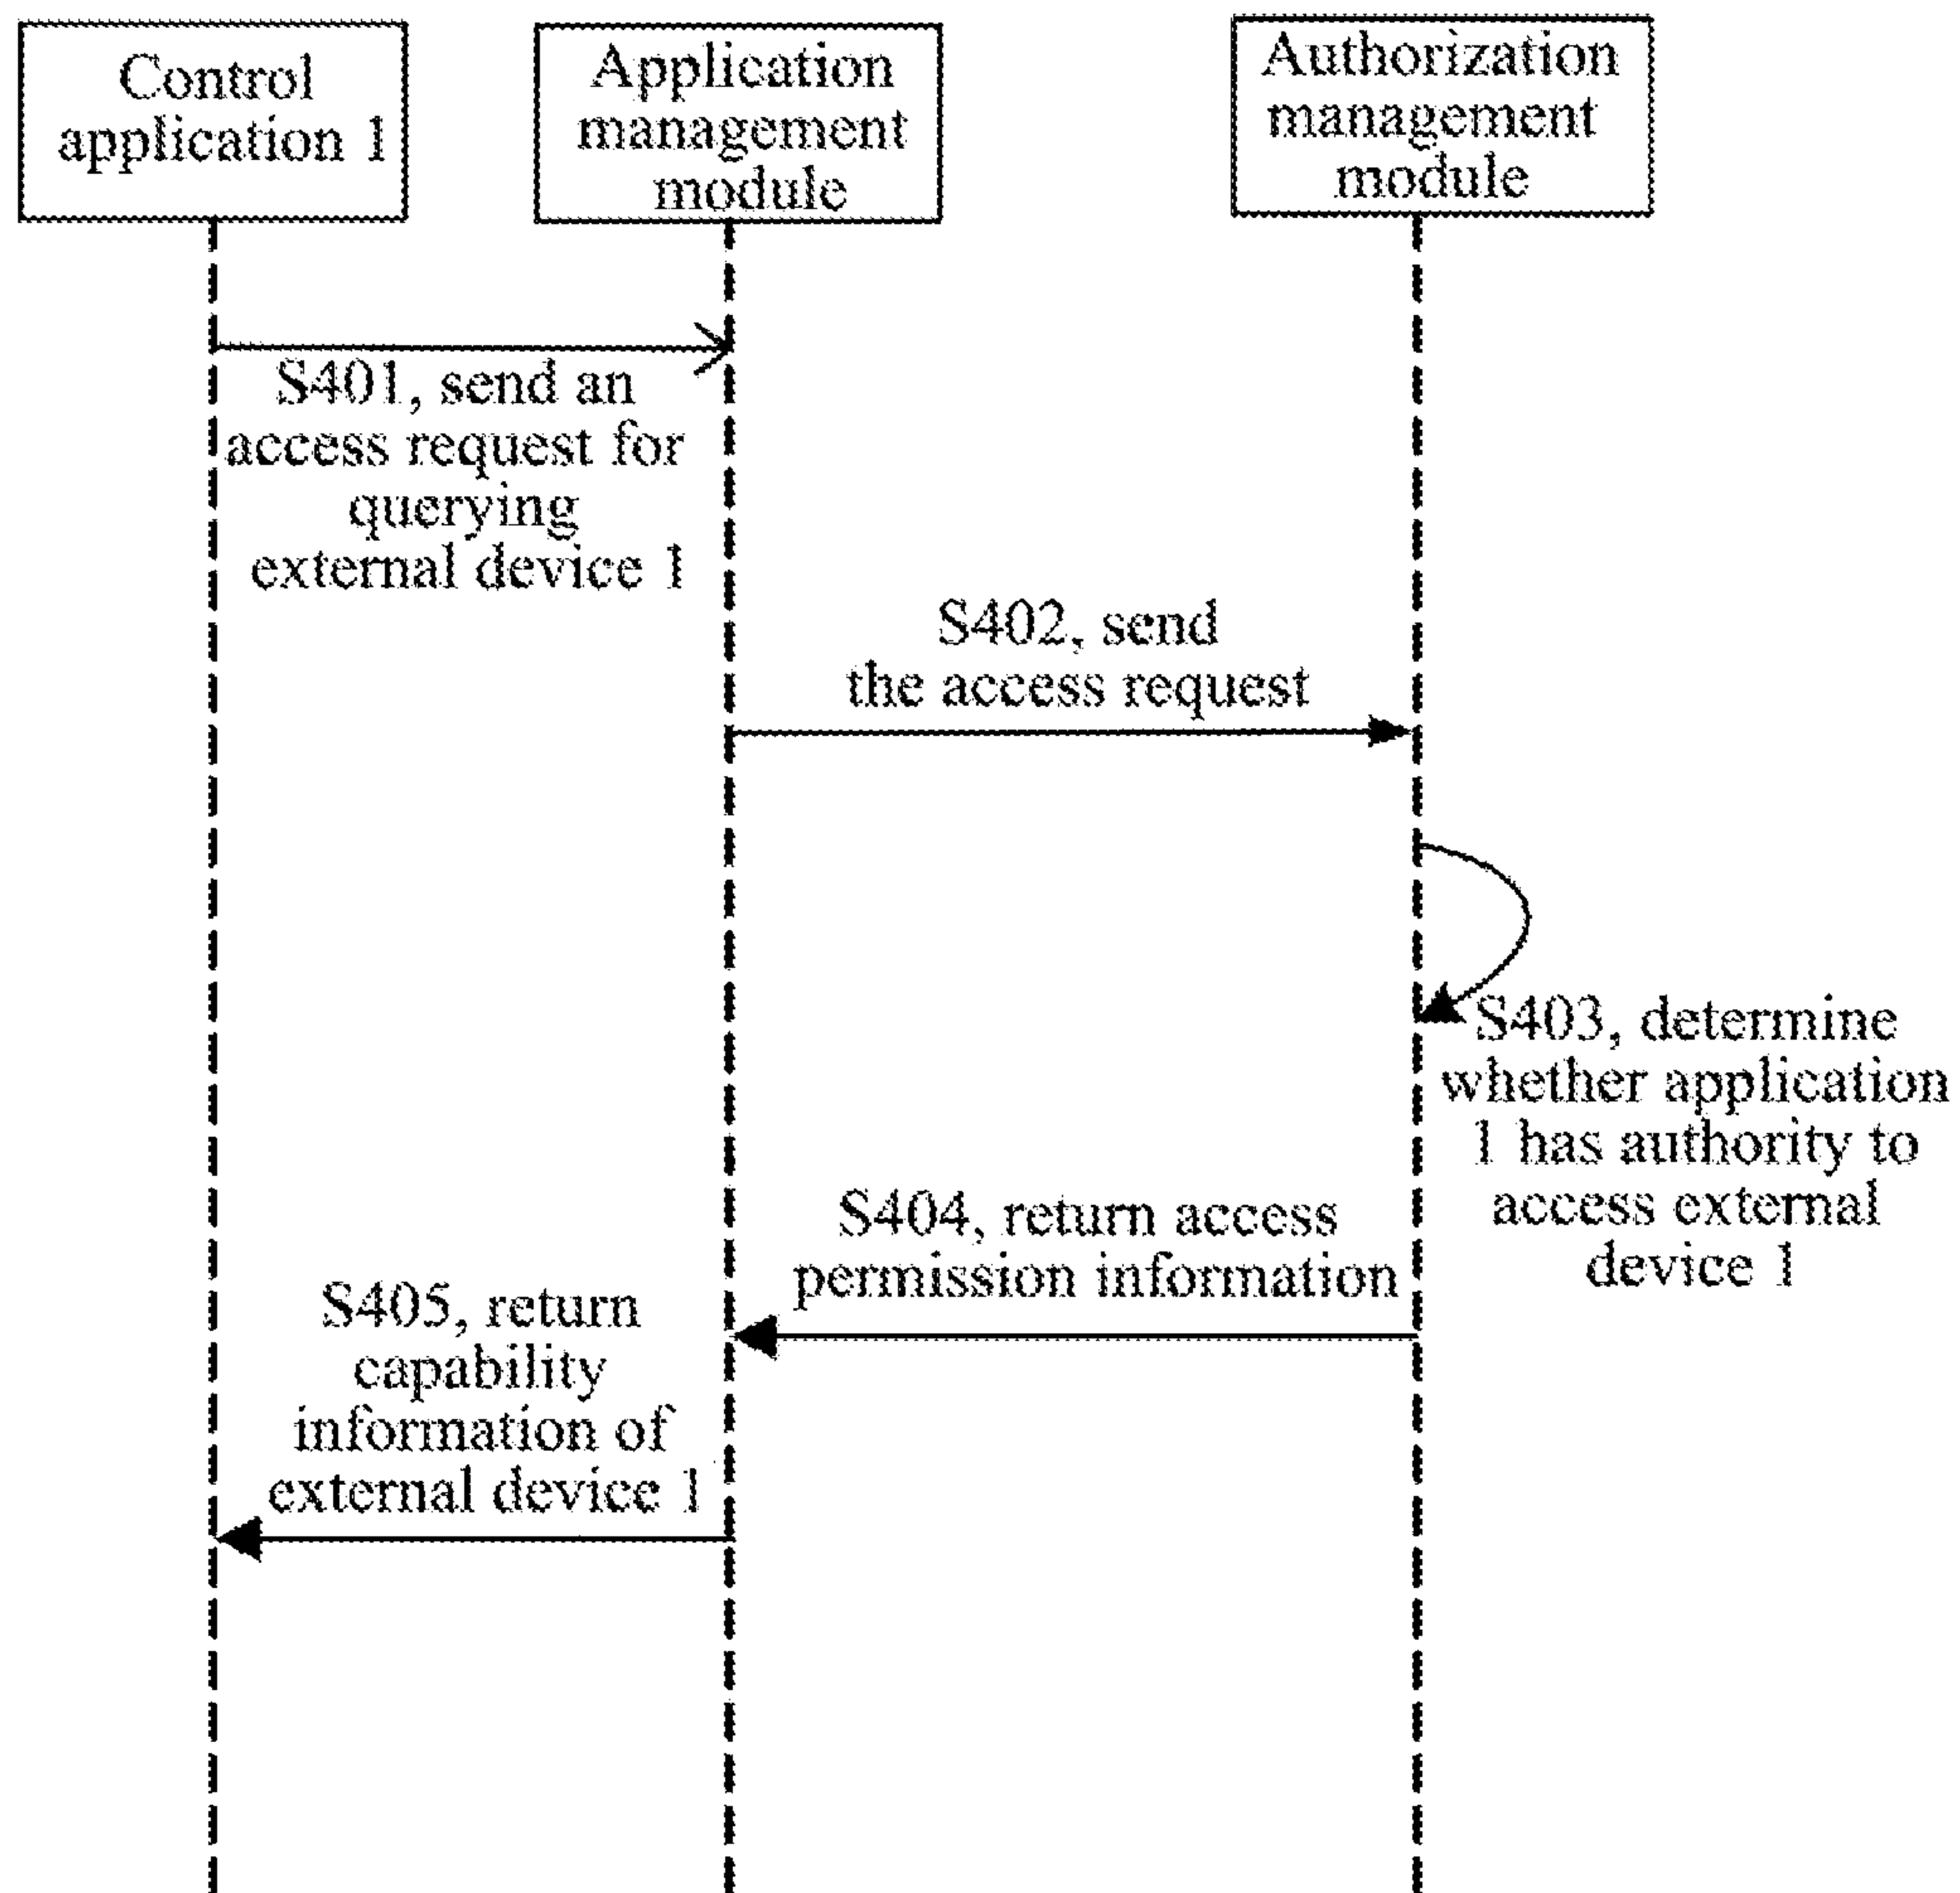 Control
application 1
Application
management
module
Authorization
management
module
S401, send an
access request for
querying
external device 1
S402, send
the access request
S403, determine
whether application
1 has authority to
access external
device 1
S404, return access
permission information
S405, return
capability
information of
external device 1